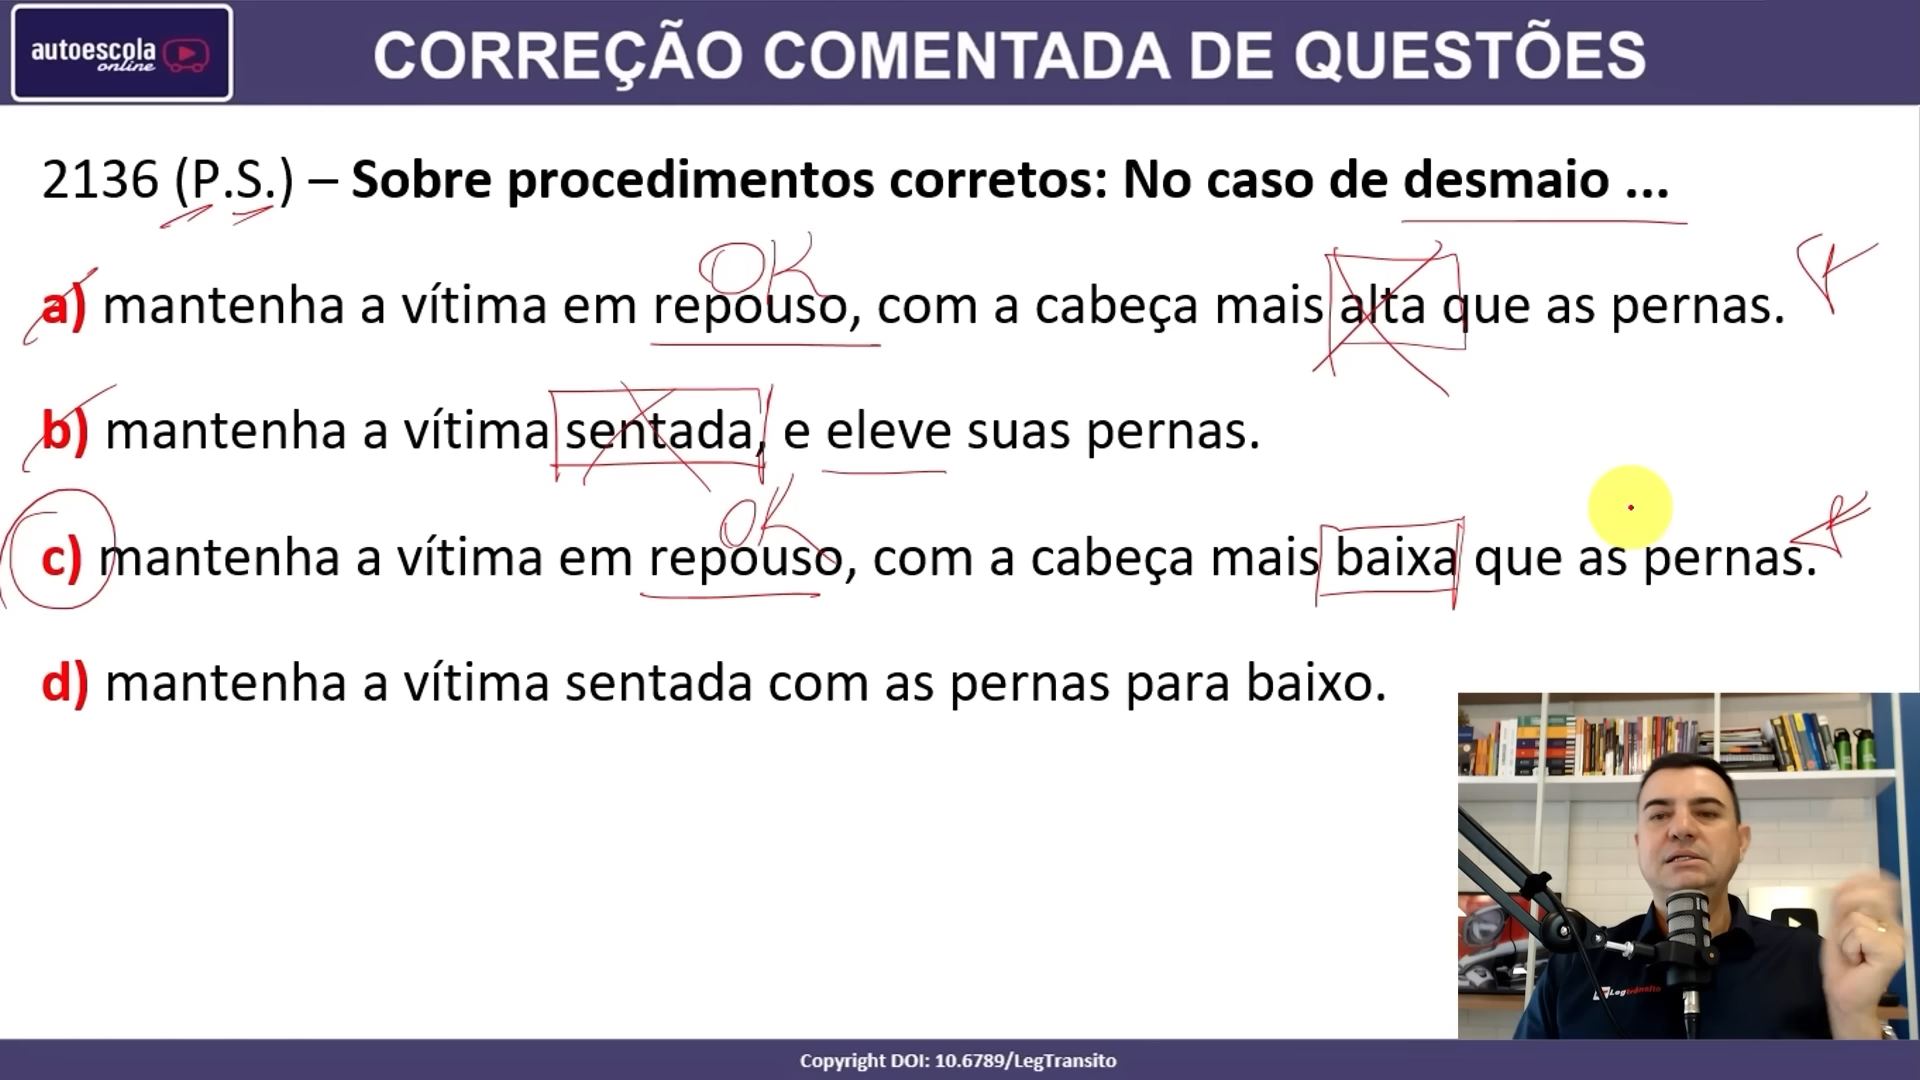 autoescola
online
CORREÇÃO COMENTADA DE QUESTÕES
2136 (P.S.) – Sobre procedimentos corretos: No caso de desmaio ...
OK
a) mantenha a vítima em repouso, com a cabeça mais alta que as pernas.
b) mantenha a vítima sentada, e eleve suas pernas.
OK
c) mantenha a vítima em repouso, com a cabeça mais baixa que as pernas.
d) mantenha a vítima sentada com as pernas para baixo.
Legtrânsito
Copyright DOI: 10.6789/LegTransito